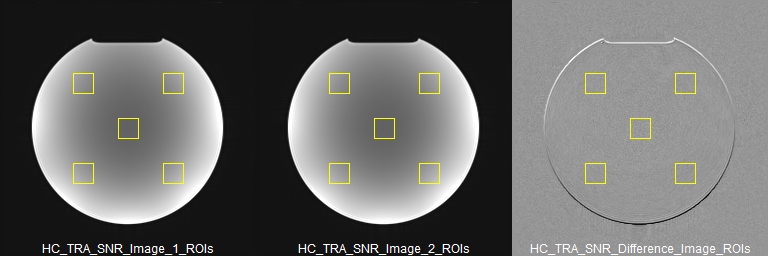 HC_TRA_SNR_Image_1_ROIs
HC_TRA_SNR_Image_2_ROIs
HC_TRA_SNR_Difference_Image_ROIs